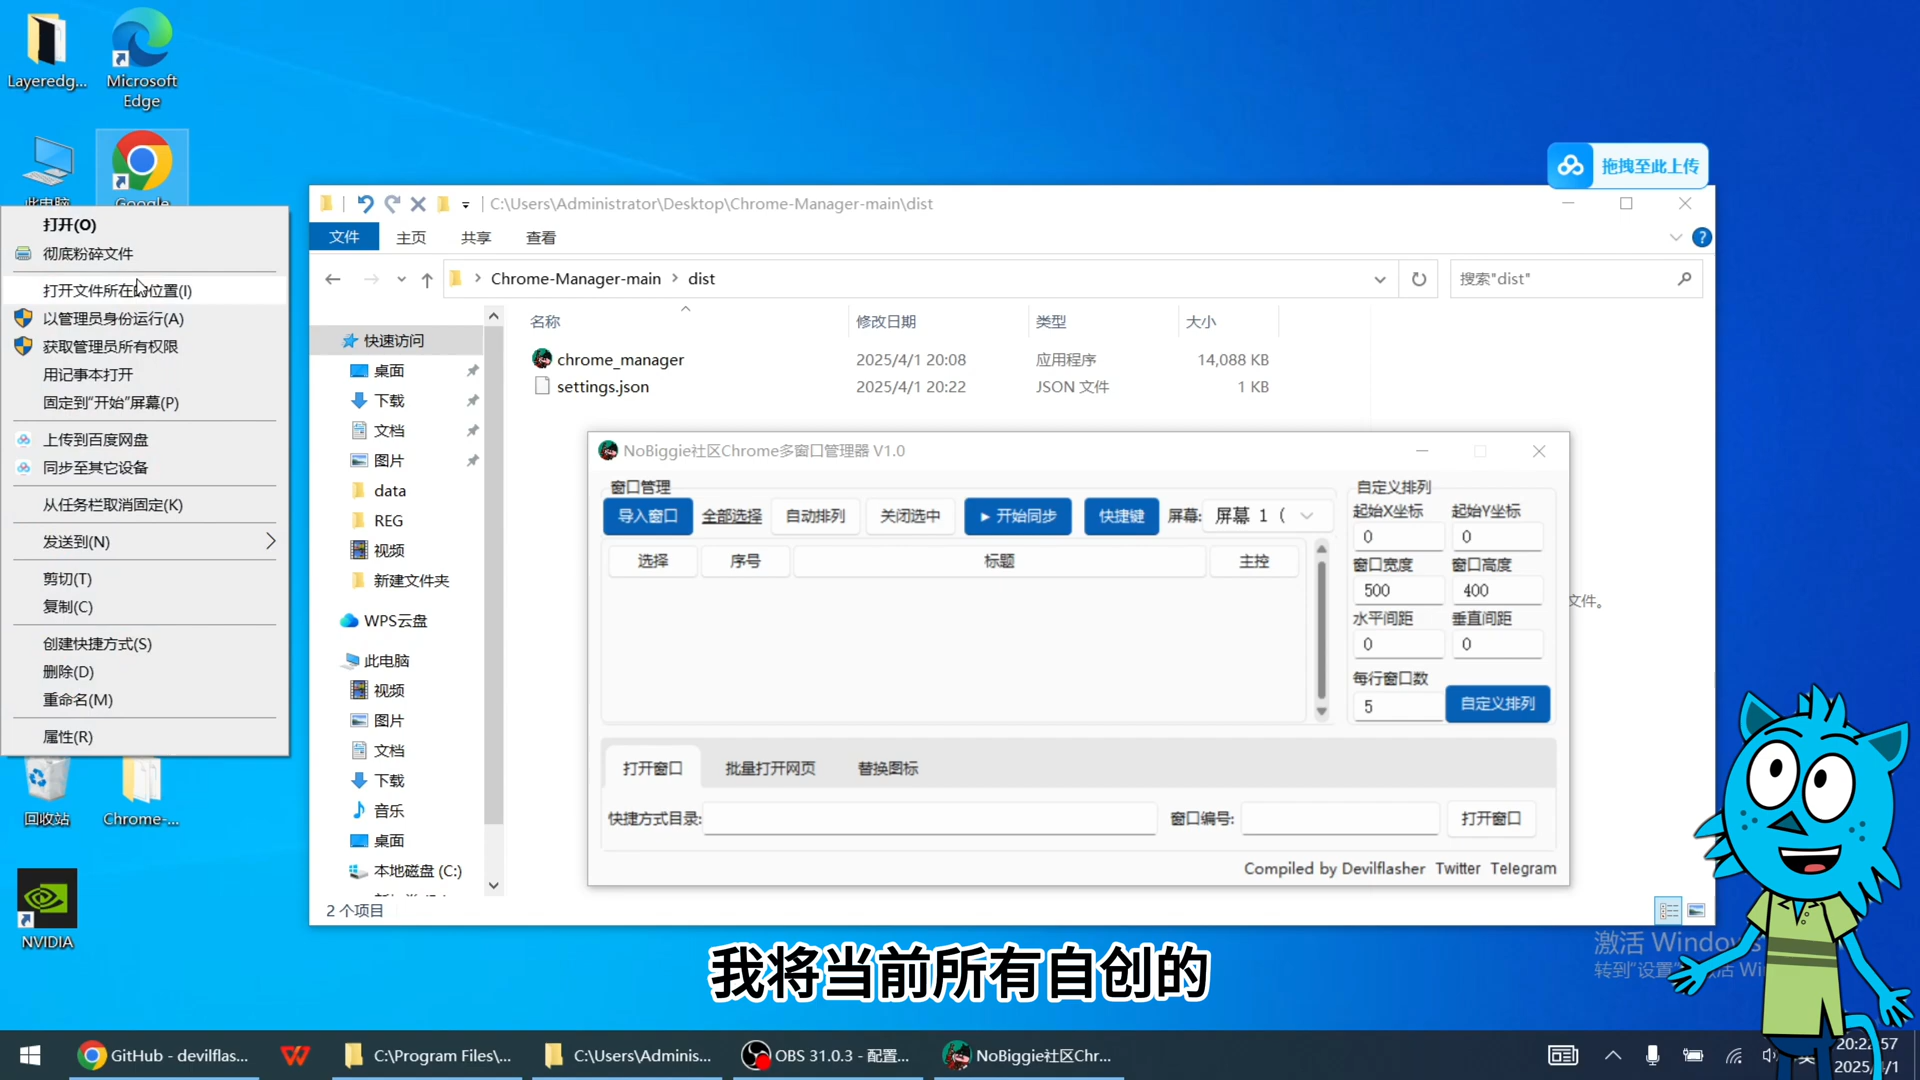 Layeredg...
Microsoft Edge
打开(O)
彻底粉碎文件
打开文件所在的位置(I)
以管理员身份运行(A)
获取管理员所有权限
用记事本打开
固定到"开始"屏幕(P)
上传到百度网盘
同步至其它设备
从任务栏取消固定(K)
发送到(N)
剪切(T)
复制(C)
创建快捷方式(S)
删除(D)
重命名(M)
属性(R)
回收站
Chrome-...
NVIDIA
拖拽至此上传
C:\Users\Administrator\Desktop\Chrome-Manager-main\dist
文件
主页
共享
查看
Chrome-Manager-main
dist
搜索"dist"
快速访问
桌面
下载
文档
图片
data
REG
视频
新建文件夹
WPS云盘
此电脑
视频
图片
文档
下载
音乐
桌面
本地磁盘 (C:)
2 个项目
名称
修改日期
类型
大小
chrome_manager
2025/4/1 20:08
应用程序
14,088 KB
settings.json
2025/4/1 20:22
JSON 文件
1 KB
文件。
NoBiggie社区Chrome多窗口管理器 V1.0
窗口管理
导入窗口
全部选择
自动排列
关闭选中
▶ 开始同步
快捷键
屏幕:
屏幕 1 (
选择
序号
标题
主控
自定义排列
起始X坐标
起始Y坐标
0
0
窗口宽度
窗口高度
500
400
水平间距
垂直间距
0
0
每行窗口数
5
自定义排列
打开窗口
批量打开网页
替换图标
快捷方式目录:
窗口编号:
打开窗口
Compiled by Devilflasher
Twitter
Telegram
激活 Windows
转到"设置"
我将当前所有自创的
GitHub - devilflas...
C:\Program Files\...
C:\Users\Adminis...
OBS 31.0.3 - 配置...
NoBiggie社区Chr...
20:22:57